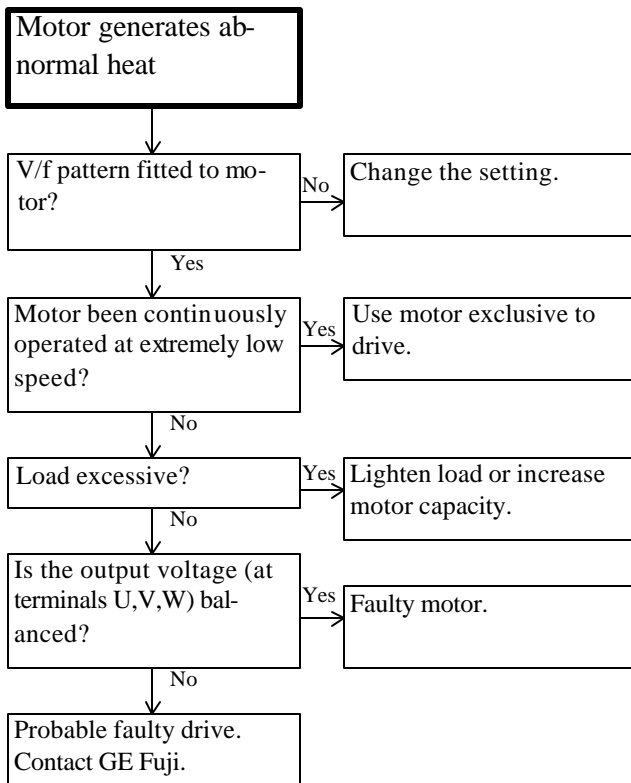 Motor generates ab-
normal heat
V/f pattern fitted to mo-
tor?
No
Change the setting.
Yes
Motor been continuously
operated at extremely low
speed?
Yes
Use motor exclusive to
drive.
No
Load excessive?
Yes
Lighten load or increase
motor capacity.
No
Is the output voltage (at
terminals U,V,W) bal-
anced?
Yes
Faulty motor.
No
Probable faulty drive.
Contact GE Fuji.